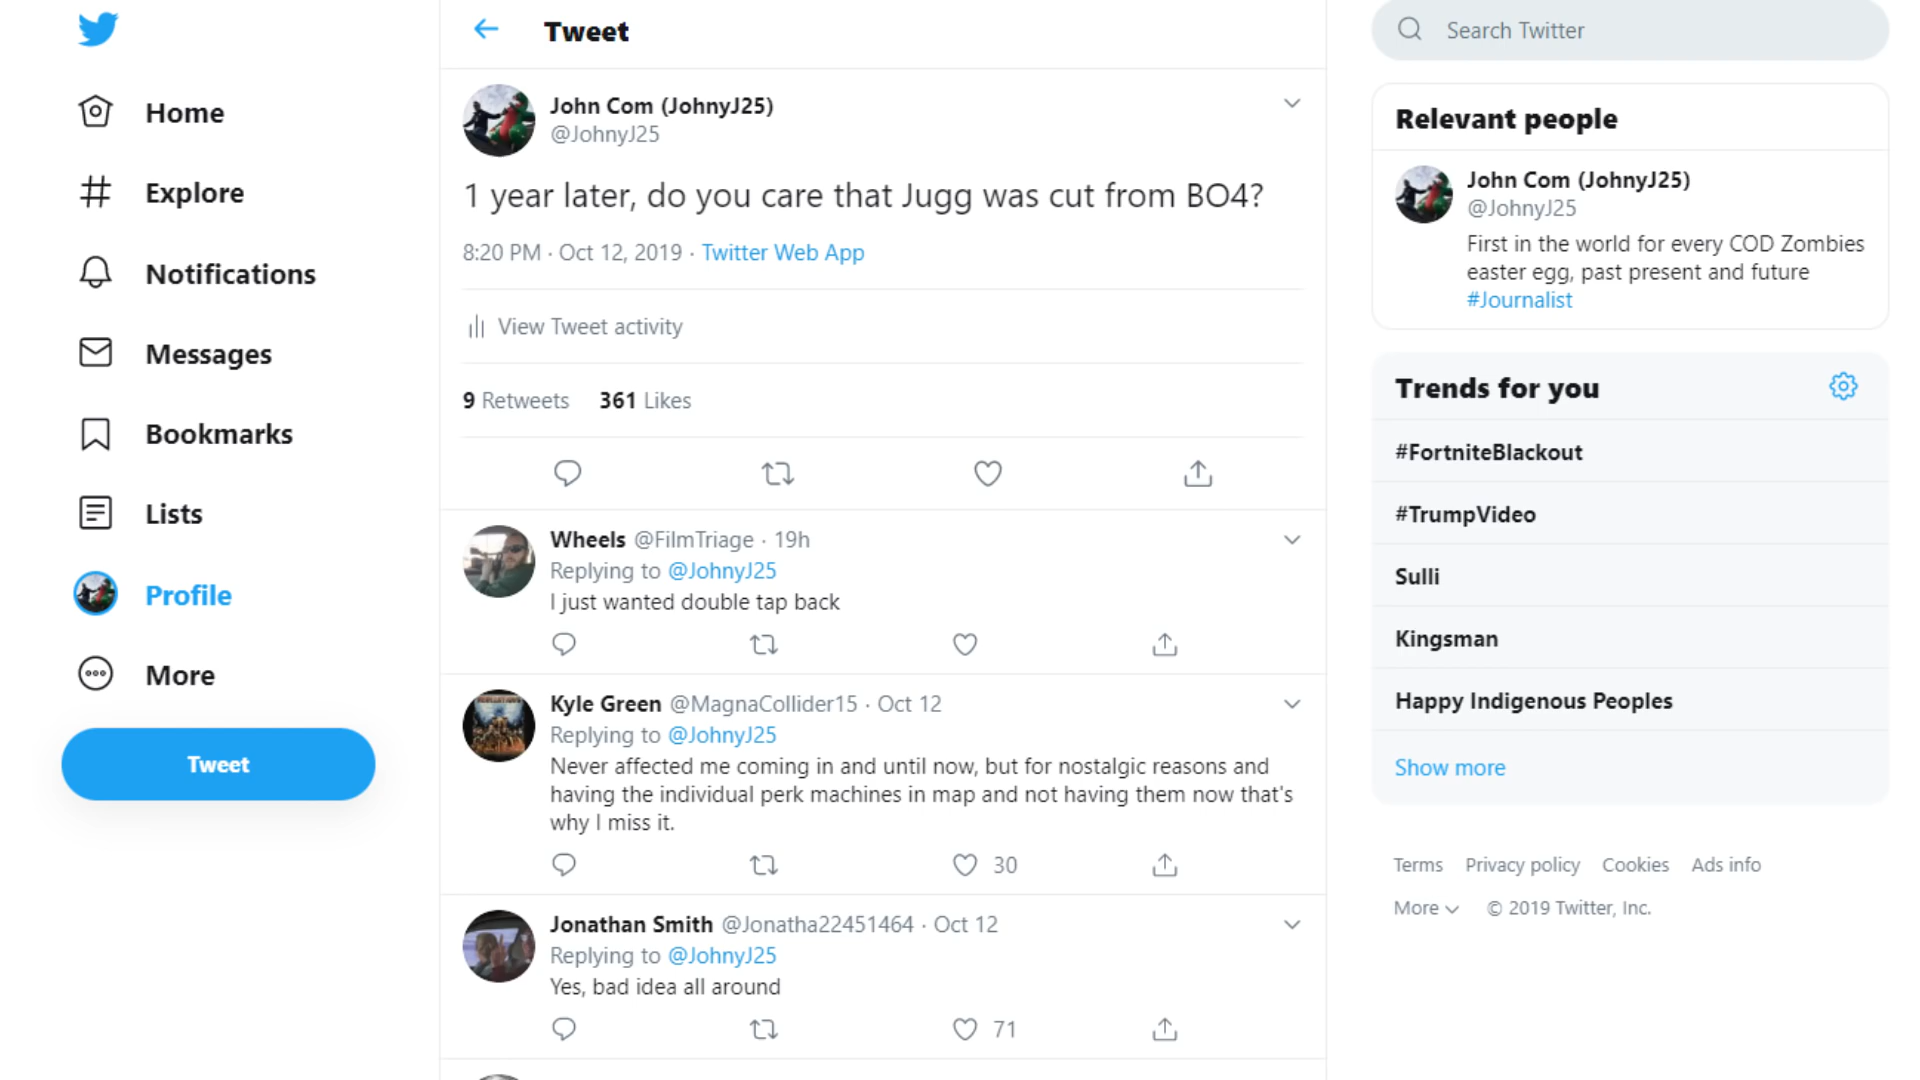 Home
Explore
Notifications
Messages
Bookmarks
Lists
Profile
More
Tweet
Tweet
John Com (JohnyJ25)
@JohnyJ25
1 year later, do you care that Jugg was cut from BO4?
8:20 PM · Oct 12, 2019 · Twitter Web App
View Tweet activity
9 Retweets 361 Likes
Wheels @FilmTriage · 19h
Replying to @JohnyJ25
I just wanted double tap back
Kyle Green @MagnaCollider15 · Oct 12
Replying to @JohnyJ25
Never affected me coming in and until now, but for nostalgic reasons and
having the individual perk machines in map and not having them now that's
why I miss it.
30
Jonathan Smith @Jonatha22451464 · Oct 12
Replying to @JohnyJ25
Yes, bad idea all around
71
Search Twitter
Relevant people
John Com (JohnyJ25)
@JohnyJ25
First in the world for every COD Zombies
easter egg, past present and future
#Journalist
Trends for you
#FortniteBlackout
#TrumpVideo
Sulli
Kingsman
Happy Indigenous Peoples
Show more
Terms Privacy policy Cookies Ads info
More © 2019 Twitter, Inc.